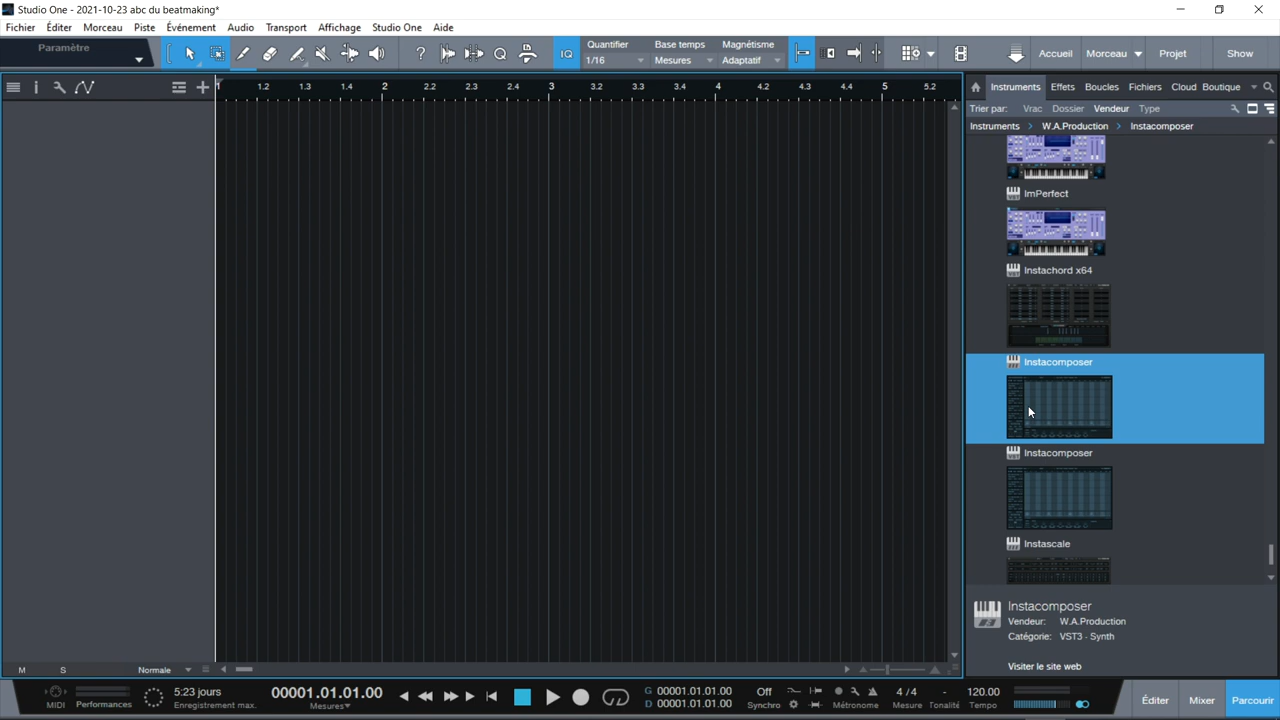 Studio One - 2021-10-23 abc du beatmaking*
Fichier Éditer Morceau Piste Événement Audio Transport Affichage Studio One Aide
Paramètre
? IQ
Quantifier Base temps Magnétisme
1/16 Mesures Adaptatif
Accueil Morceau Projet Show
1 1.2 1.3 1.4 2 2.2 2.3 2.4 3 3.2 3.3 3.4 4 4.2 4.3 4.4 5 5.2
Instruments Effets Boucles Fichiers Cloud Boutique
Trier par: Vrac Dossier Vendeur Type
Instruments > W.A.Production > Instacomposer
ImPerfect
Instachord x64
Instacomposer
Instacomposer
Instascale
Instacomposer
Vendeur: W.A.Production
Catégorie: VST3 - Synth
Visiter le site web
M S Normale
MIDI Performances
5:23 jours
Enregistrement max.
00001.01.01.00
Mesures
G 00001.01.01.00
D 00001.01.01.00
Off
Synchro
Métronome
4 / 4
Mesure
-
Tonalité
120.00
Tempo
Éditer Mixer Parcourir